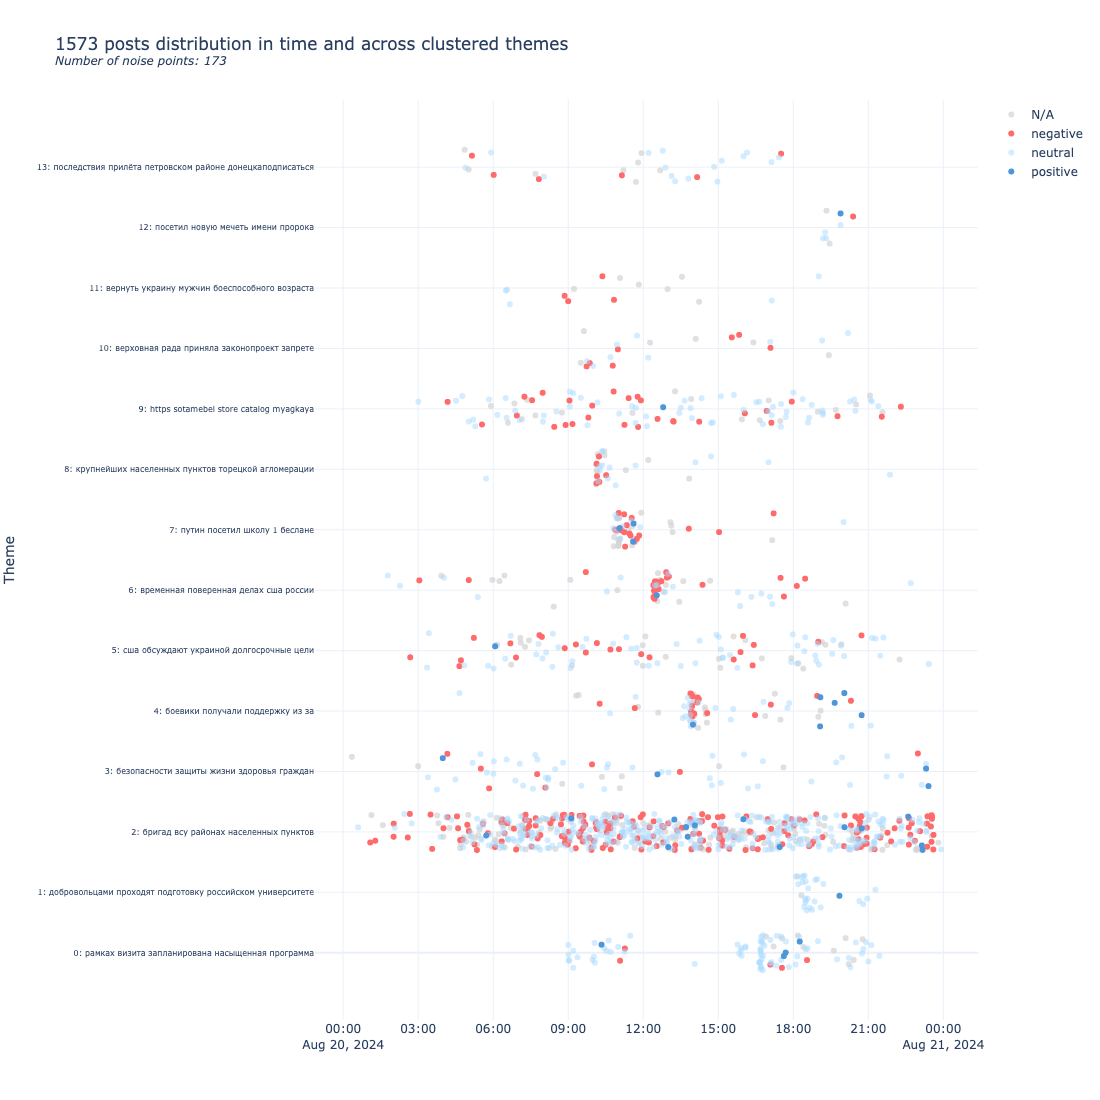 1573 posts distribution in time and across clustered themes
Number of noise points: 173
N/A
negative
neutral
positive
13: последствия прилёта петровском районе донецкаподписаться
12: посетил новую мечеть имени пророка
11: вернуть украину мужчин боеспособного возраста
10: верховная рада приняла законопроект запрете
9: https sotamebel store catalog myagkaya
8: крупнейших населенных пунктов торецкой агломерации
7: путин посетил школу 1 беслане
6: временная поверенная делах сша россии
5: сша обсуждают украиной долгосрочные цели
4: боевики получали поддержку из за
3: безопасности защиты жизни здоровья граждан
2: бригад всу районах населенных пунктов
1: добровольцами проходят подготовку российском университете
0: рамках визита запланирована насыщенная программа
Theme
00:00 03:00 06:00 09:00 12:00 15:00 18:00 21:00 00:00
Aug 20, 2024 Aug 21, 2024